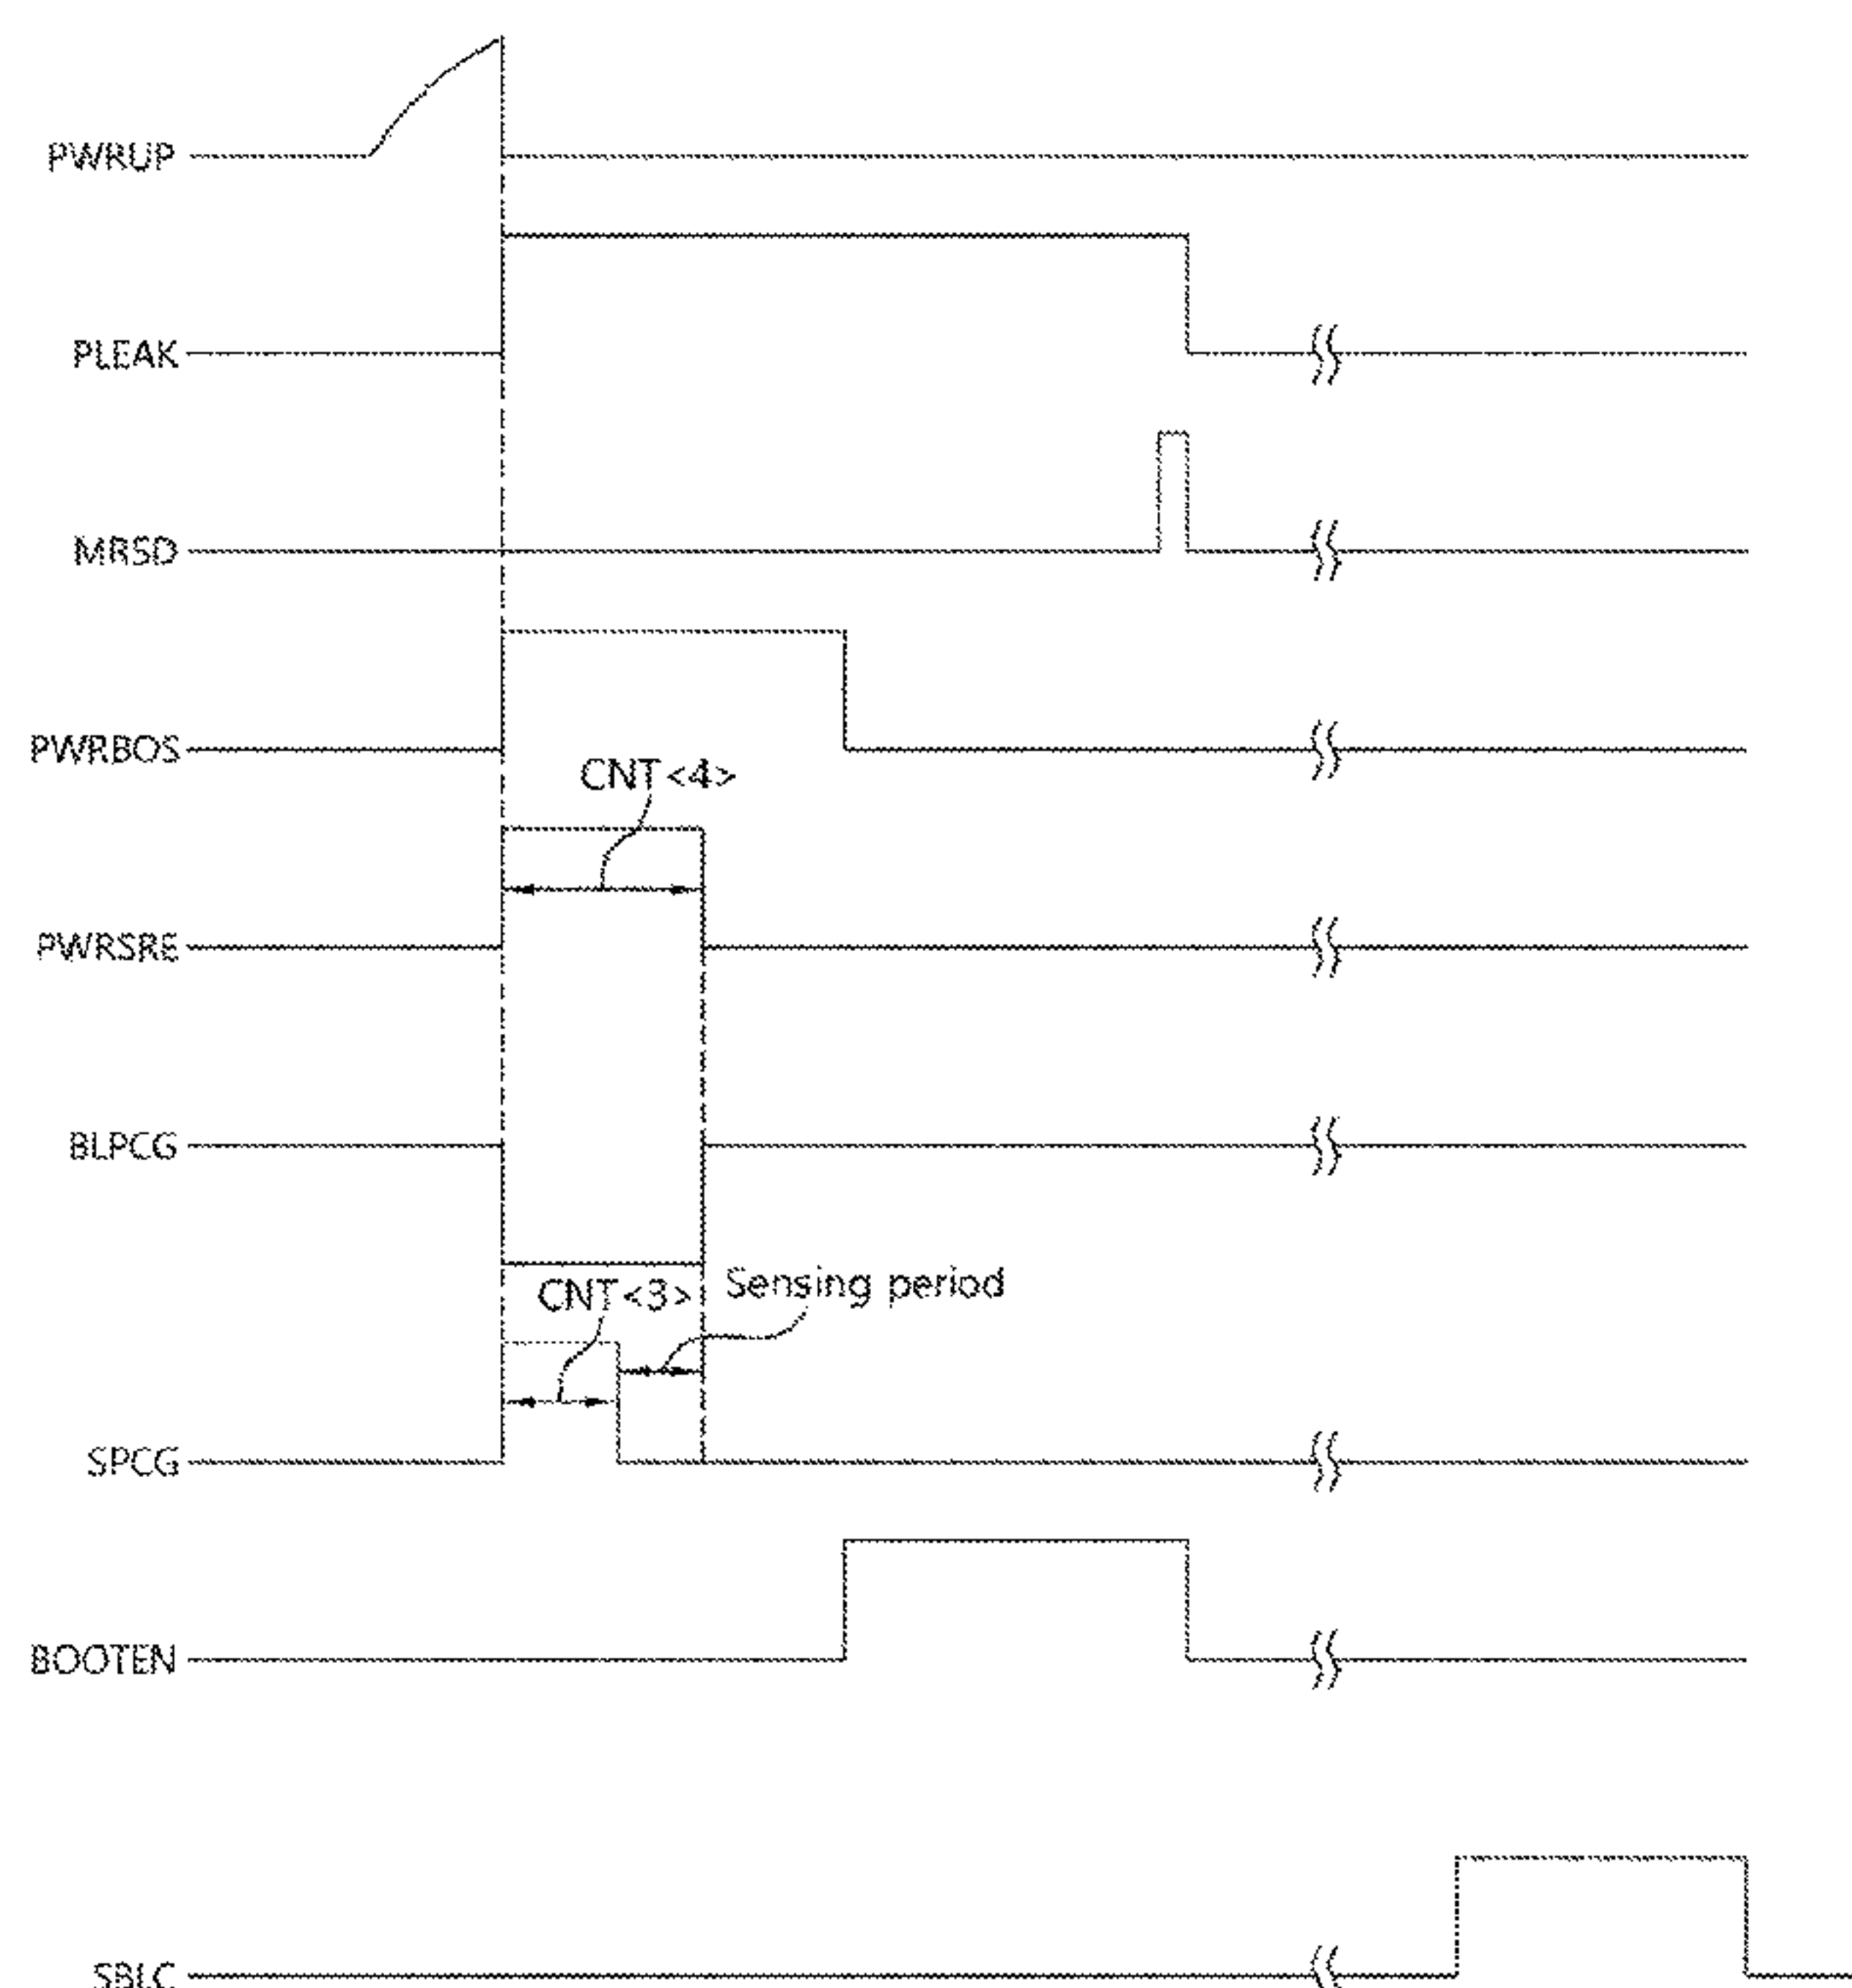 PWRUP
PLEAK
MRSD
PWRBOS
CNT<4>
PWRSRE
BLPCG
CNT<3>
Sensing period
SPCG
BOOTEN
SBLC